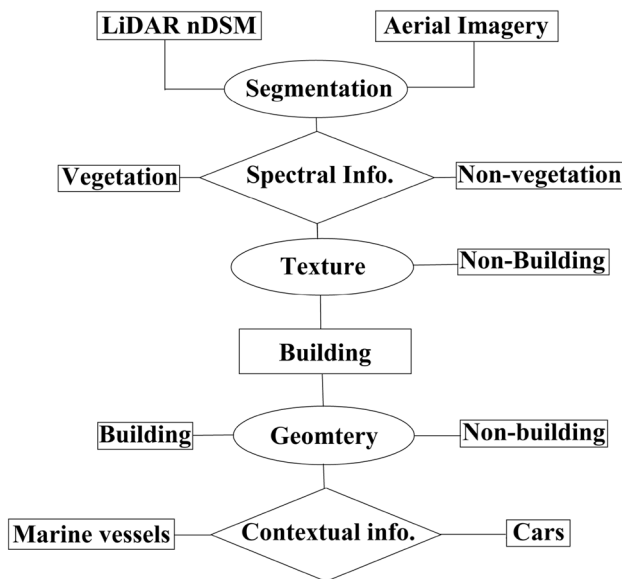 LiDAR nDSM
Aerial Imagery
Segmentation
Vegetation
Spectral Info.
Non-vegetation
Texture
Non-Building
Building
Building
Geomtery
Non-building
Marine vessels
Contextual info.
Cars